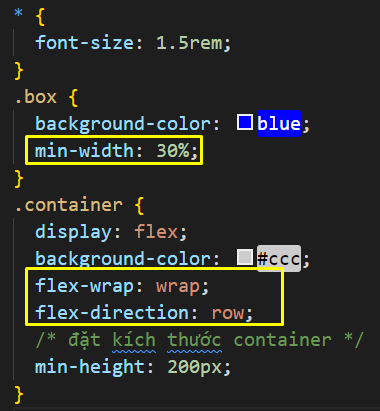 * {
font-size: 1.5rem;
}
.box {
background-color: blue;
min-width: 30%;
}
.container {
display: flex;
background-color: #ccc;
flex-wrap: wrap;
flex-direction: row;
/* đặt kích thước container */
min-height: 200px;
}